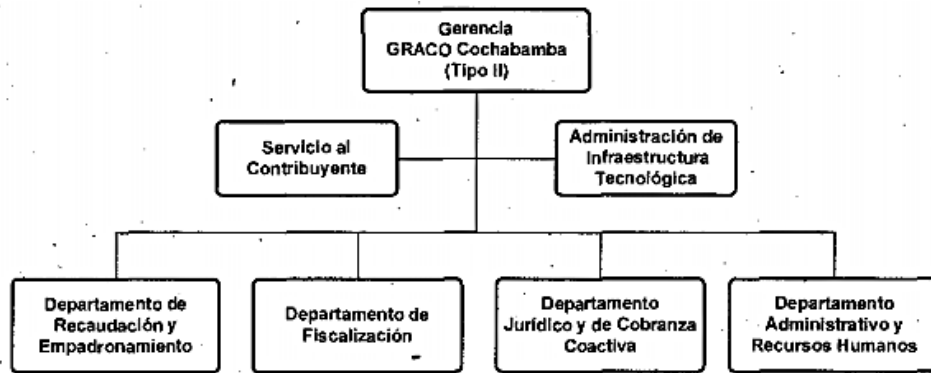 Gerencia
GRACO Cochabamba
(Tipo II)
Servicio al
Contribuyente
Administración de
Infraestructura
Tecnológica
Departamento de
Recaudación y
Empadronamiento
Departamento de
Fiscalización
Departamento
Jurídico y de Cobranza
Coactiva
Departamento
Administrativo y
Recursos Humanos